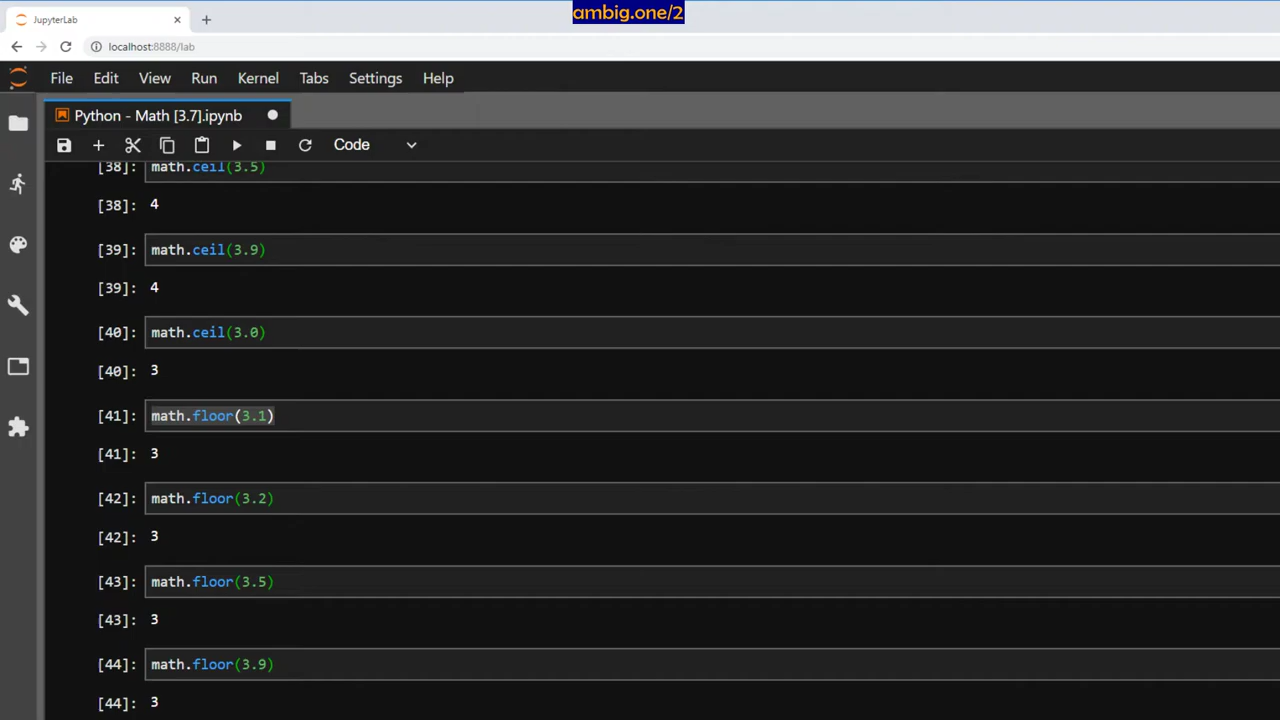 ambig.one/2
JupyterLab
localhost:8888/lab
File Edit View Run Kernel Tabs Settings Help
Python - Math [3.7].ipynb
Code
[38]: math.ceil(3.5)
[38]: 4
[39]: math.ceil(3.9)
[39]: 4
[40]: math.ceil(3.0)
[40]: 3
[41]: math.floor(3.1)
[41]: 3
[42]: math.floor(3.2)
[42]: 3
[43]: math.floor(3.5)
[43]: 3
[44]: math.floor(3.9)
[44]: 3